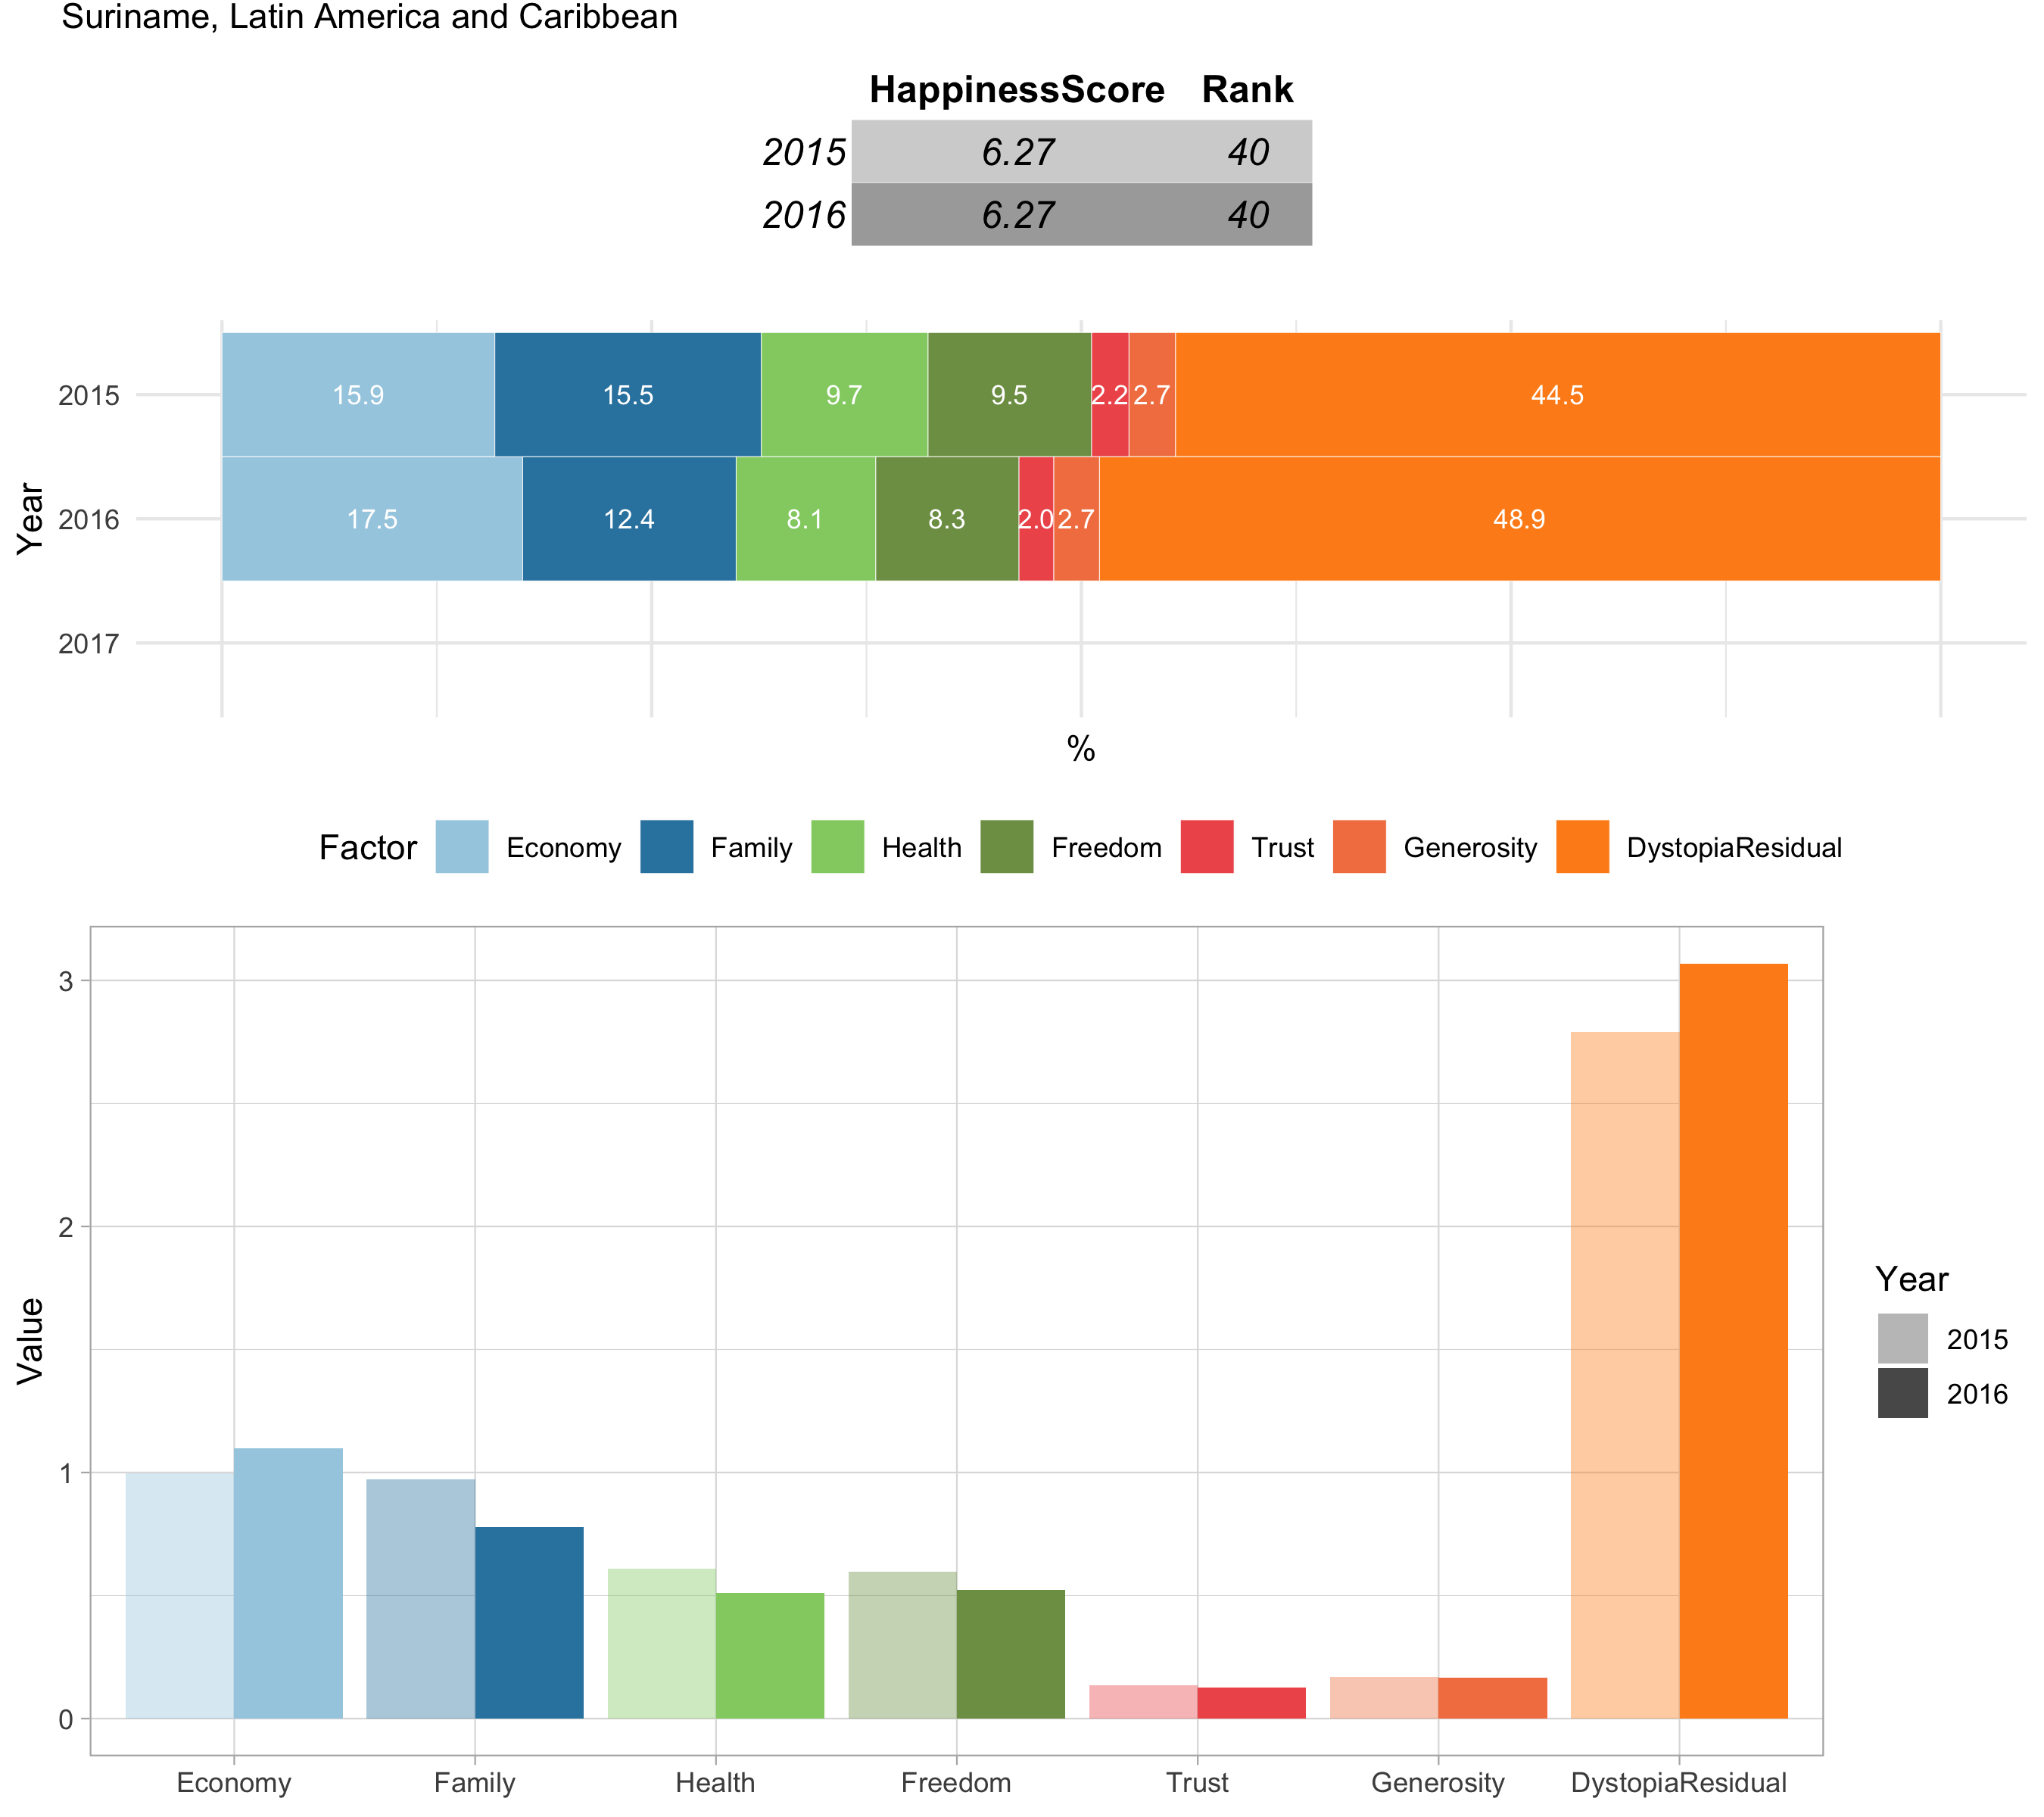 Suriname, Latin America and Caribbean
HappinessScore Rank
2015 6.27 40
2016 6.27 40
2015 15.9 15.5 9.7 9.5 2.2 2.7 44.5
Year
2016 17.5 12.4 8.1 8.3 2.0 2.7 48.9
2017
%
Factor Economy Family Health Freedom Trust Generosity DystopiaResidual
3
2
1
0
Value
Year
2015
2016
Economy Family Health Freedom Trust Generosity DystopiaResidual